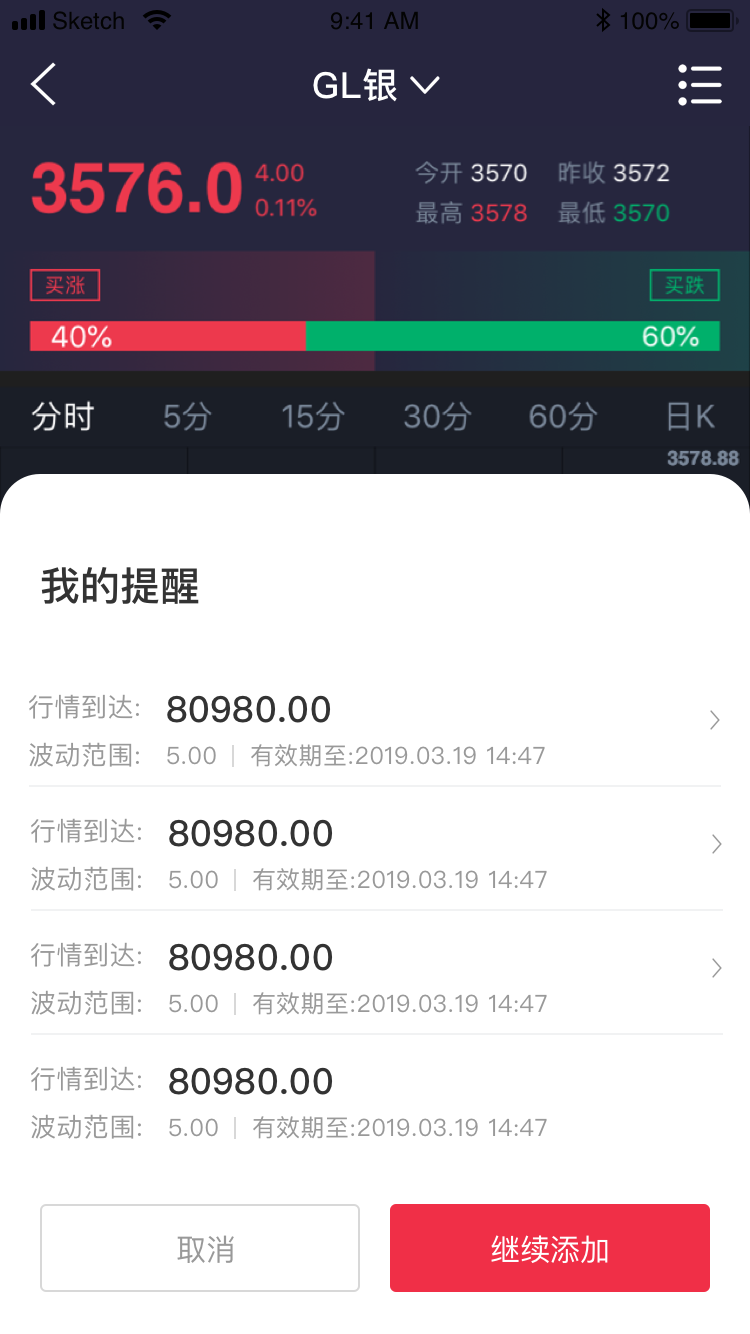 Sketch 9:41 AM 100%
GL银
3576.0 4.00 今开 3570 昨收 3572
0.11% 最高 3578 最低 3570
买涨 买跌
40% 60%
分时 5分 15分 30分 60分 日K
3578.88
我的提醒
行情到达: 80980.00
波动范围: 5.00 | 有效期至:2019.03.19 14:47
行情到达: 80980.00
波动范围: 5.00 | 有效期至:2019.03.19 14:47
行情到达: 80980.00
波动范围: 5.00 | 有效期至:2019.03.19 14:47
行情到达: 80980.00
波动范围: 5.00 | 有效期至:2019.03.19 14:47
取消 继续添加